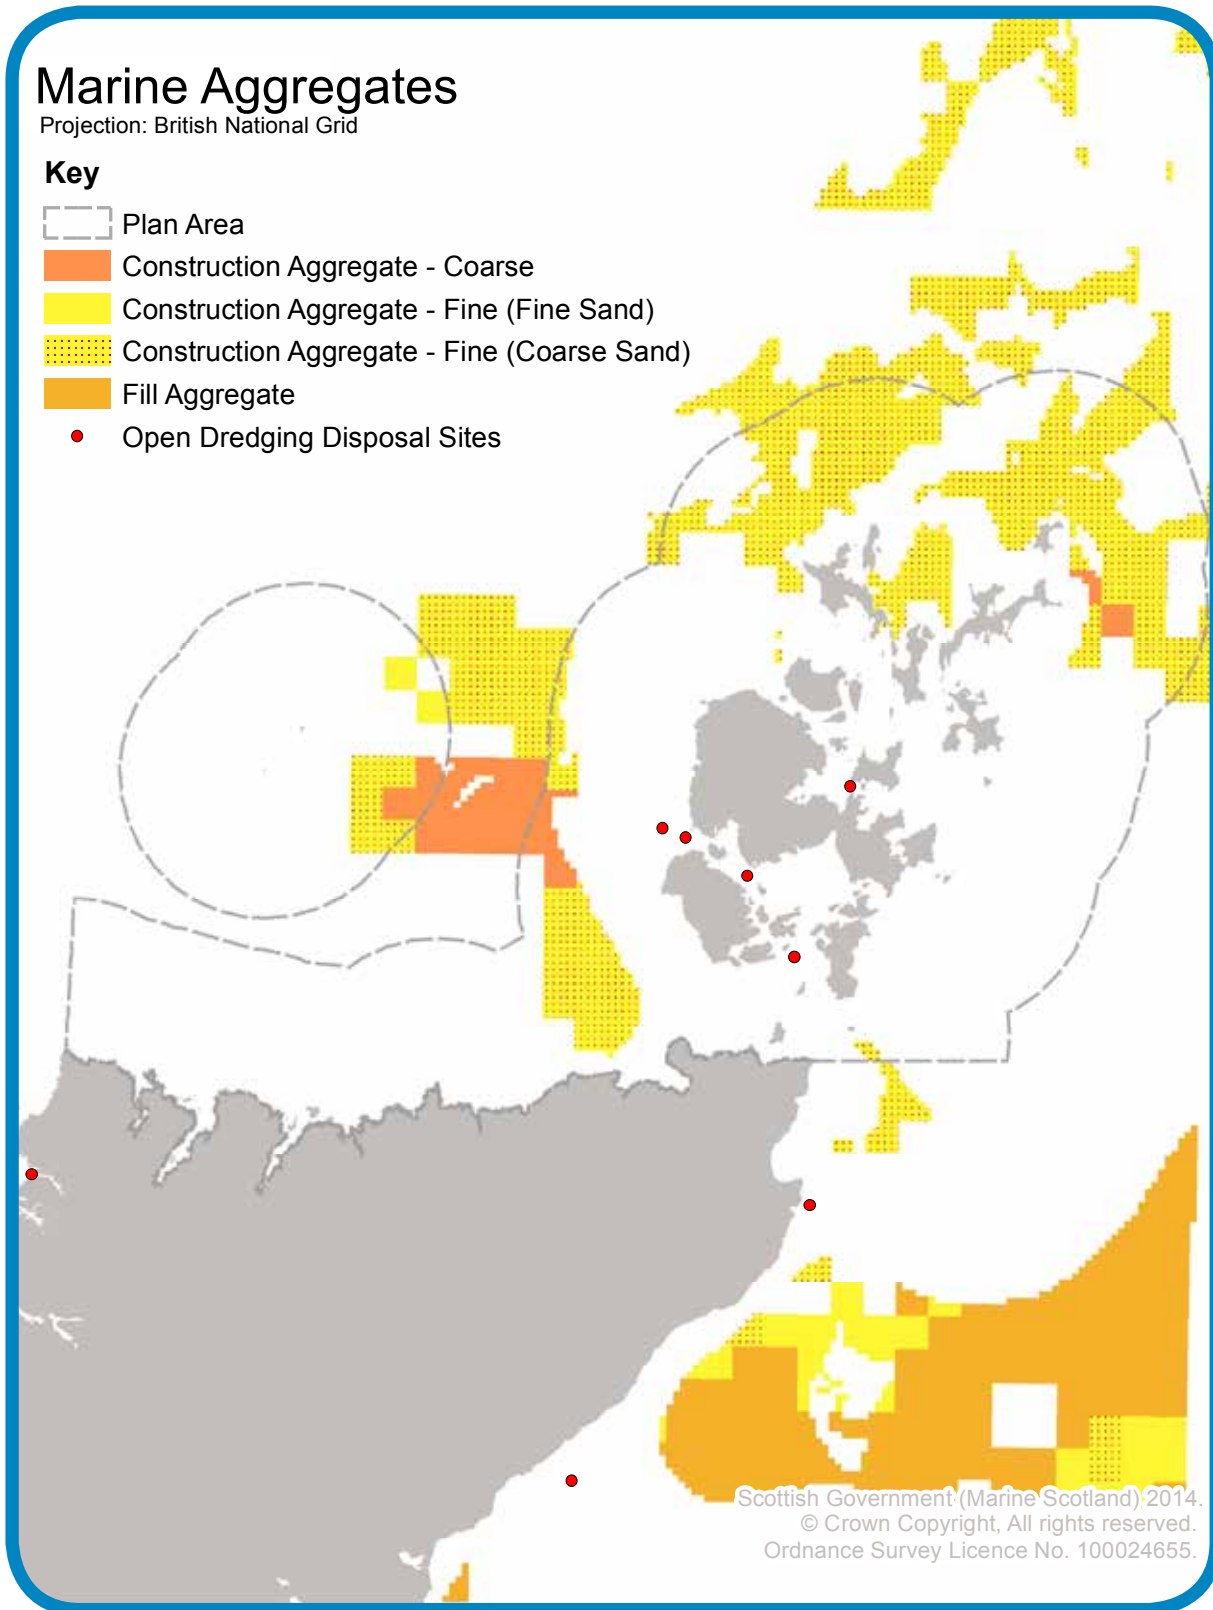 Marine Aggregates
Projection: British National Grid
Key
Plan Area
Construction Aggregate - Coarse
Construction Aggregate - Fine (Fine Sand)
Construction Aggregate - Fine (Coarse Sand)
Fill Aggregate
Open Dredging Disposal Sites
Scottish Government (Marine Scotland) 2014.
© Crown Copyright, All rights reserved.
Ordnance Survey Licence No. 100024655.